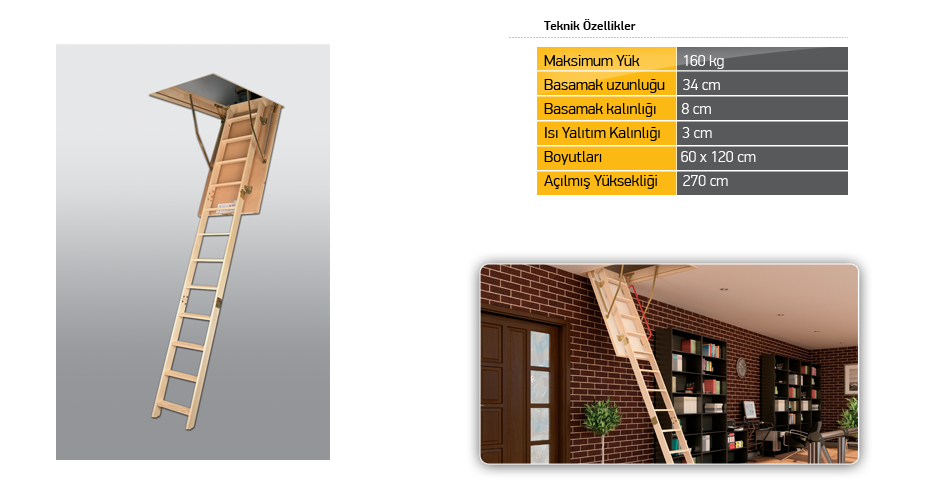 Teknik Özellikler
Maksimum Yük 160 kg
Basamak uzunluğu 34 cm
Basamak kalınlığı 8 cm
Isı Yalıtım Kalınlığı 3 cm
Boyutları 60 x 120 cm
Açılmış Yüksekliği 270 cm